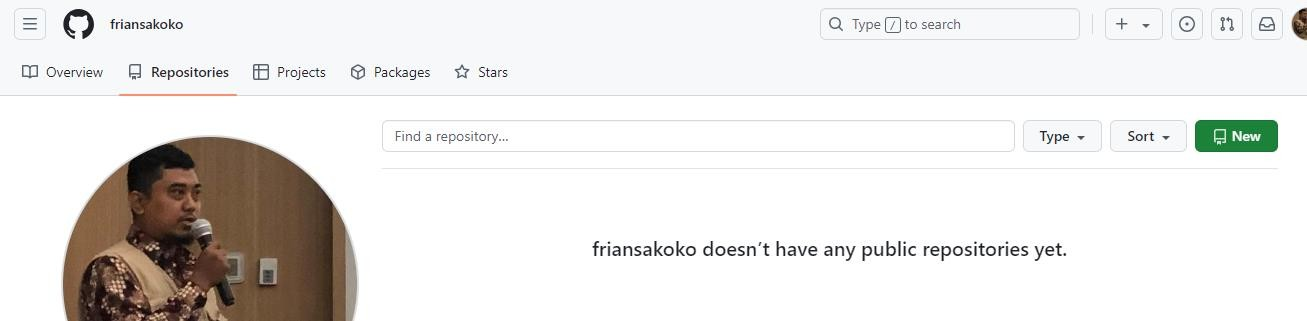 friansakoko
Type / to search
Overview
Repositories
Projects
Packages
Stars
Find a repository...
Type
Sort
New
friansakoko doesn't have any public repositories yet.